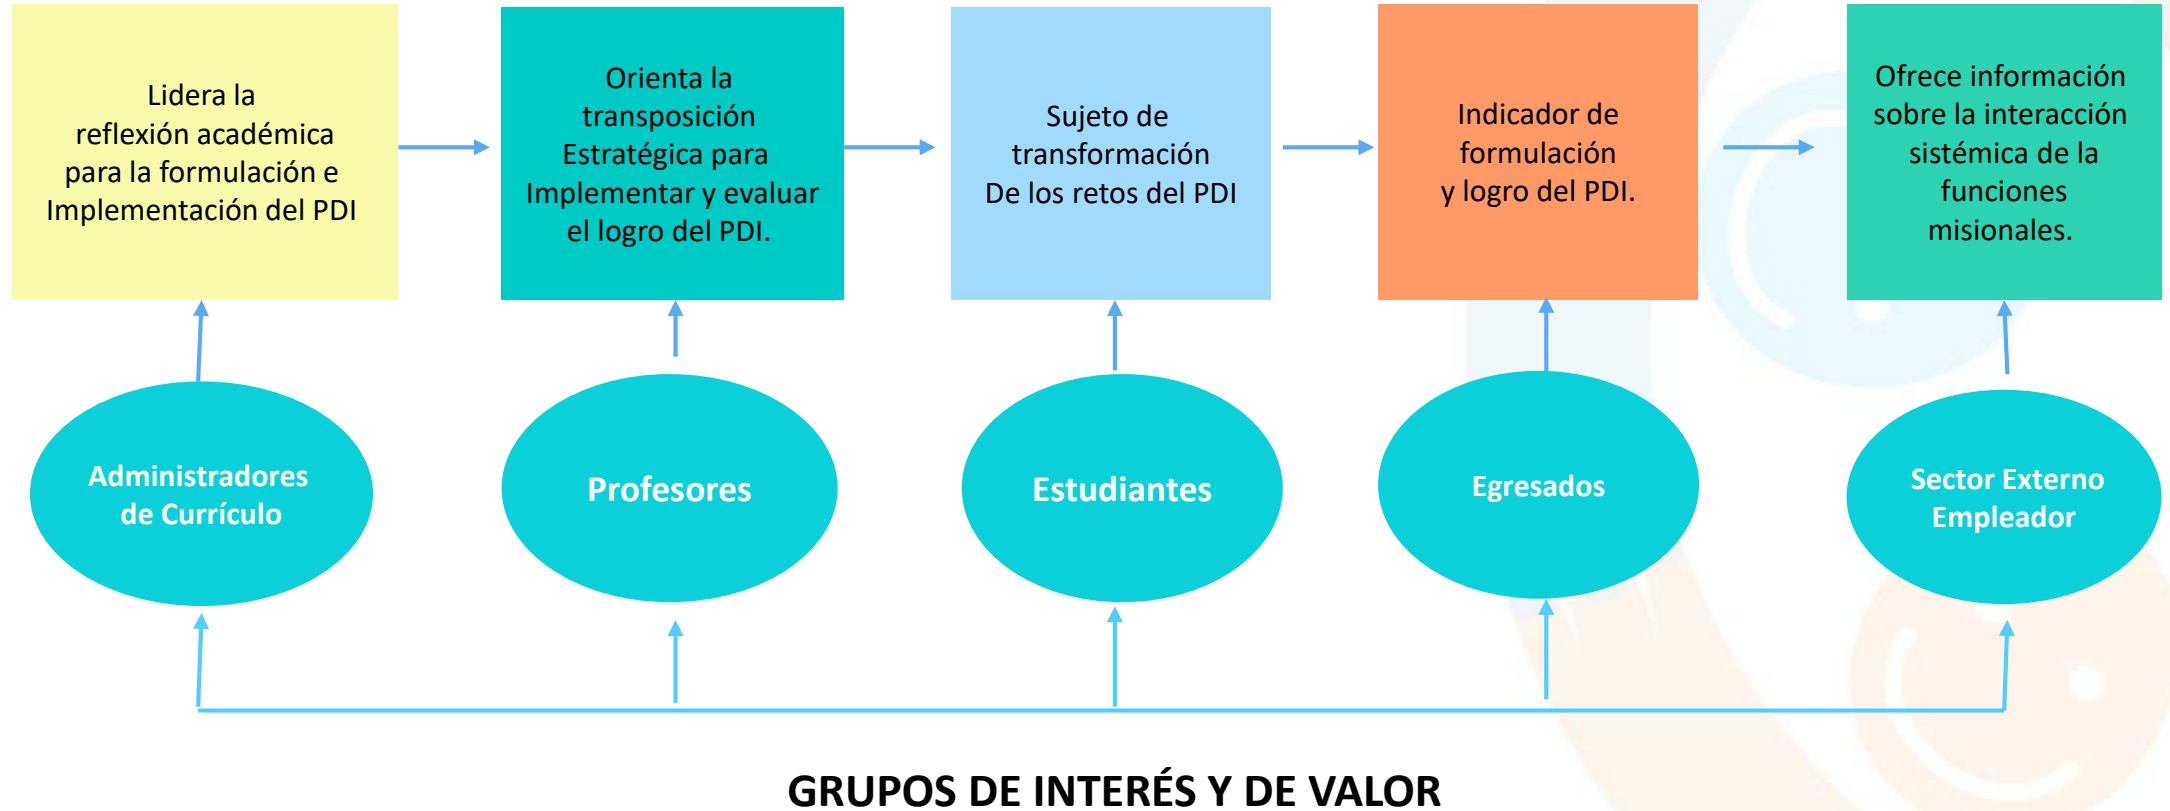 Lidera la
reflexión académica
para la formulación e
Implementación del PDI
Orienta la
transposición
Estratégica para
Implementar y evaluar
el logro del PDI.
Sujeto de
transformación
De los retos del PDI
Indicador de
formulación
y logro del PDI.
Ofrece información
sobre la interacción
sistémica de la
funciones
misionales.
Administradores
de Currículo
Profesores
Estudiantes
Egresados
Sector Externo
Empleador
GRUPOS DE INTERÉS Y DE VALOR